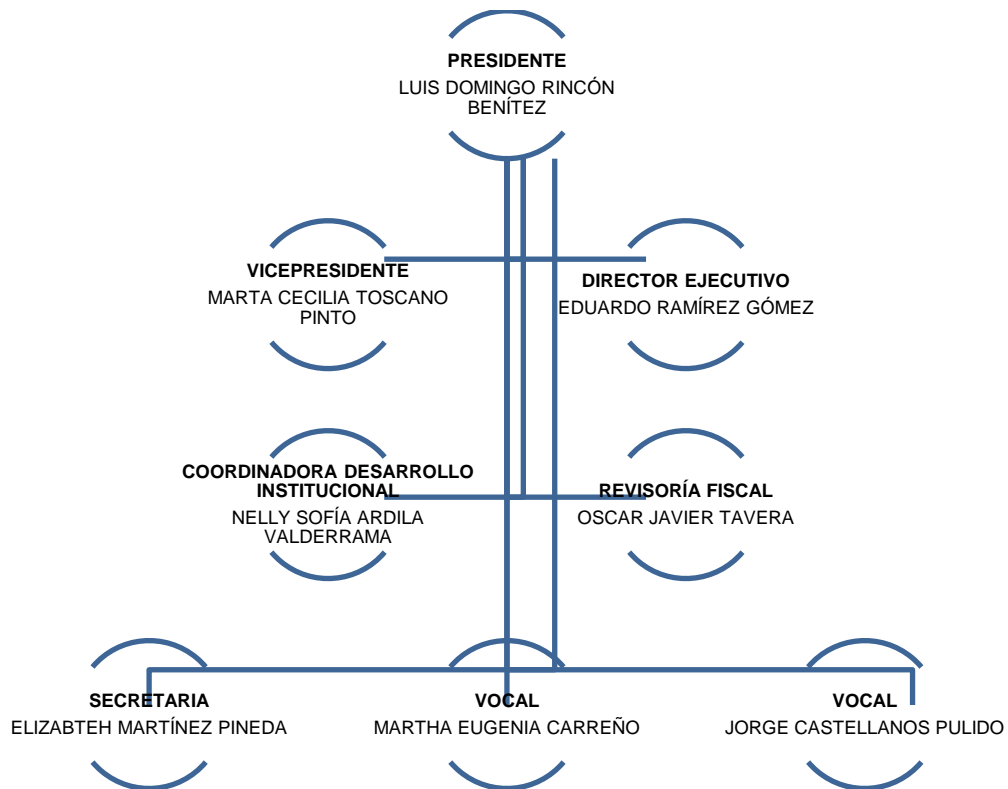 PRESIDENTE
LUIS DOMINGO RINCÓN
BENÍTEZ
VICEPRESIDENTE
MARTA CECILIA TOSCANO
PINTO
DIRECTOR EJECUTIVO
EDUARDO RAMÍREZ GÓMEZ
COORDINADORA DESARROLLO
INSTITUCIONAL
NELLY SOFÍA ARDILA
VALDERRAMA
REVISORÍA FISCAL
OSCAR JAVIER TAVERA
SECRETARIA
ELIZABTEH MARTÍNEZ PINEDA
VOCAL
MARTHA EUGENIA CARREÑO
VOCAL
JORGE CASTELLANOS PULIDO